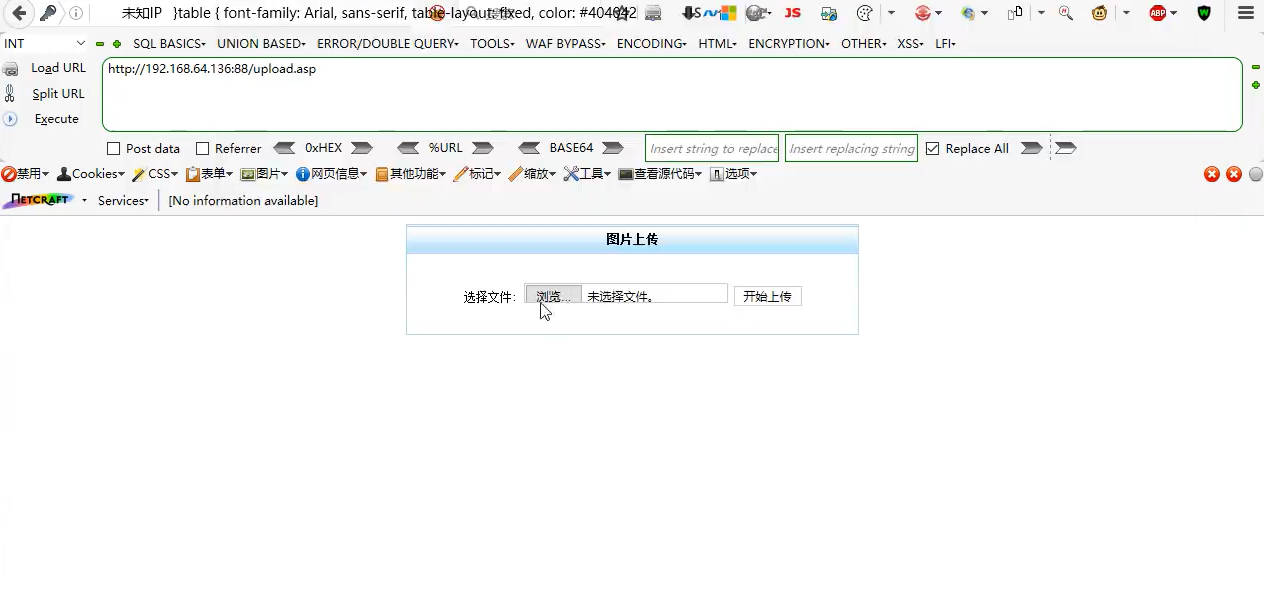 未知IP }table { font-family: Arial, sans-serif, table-layout: fixed, color: #404042
JS ABP W
INT SQL BASICS UNION BASED ERROR/DOUBLE QUERY TOOLS WAF BYPASS ENCODING HTML ENCRYPTION OTHER XSS LFI
Load URL http://192.168.64.136:88/upload.asp
Split URL
Execute
Post data Referrer 0xHEX %URL BASE64 Insert string to replace Insert replacing string Replace All
禁用 Cookies CSS 表单 图片 网页信息 其他功能 标记 缩放 工具 查看源代码 选项
NETCRAFT Services [No information available]
图片上传
选择文件: 浏览... 未选择文件。 开始上传